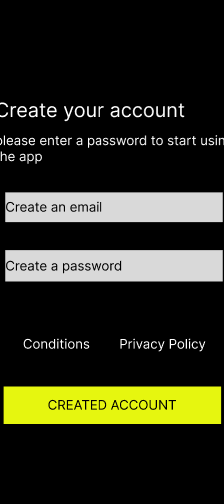 Create your account
please enter a password to start usin
the app
Create an email
Create a password
Conditions Privacy Policy
CREATED ACCOUNT